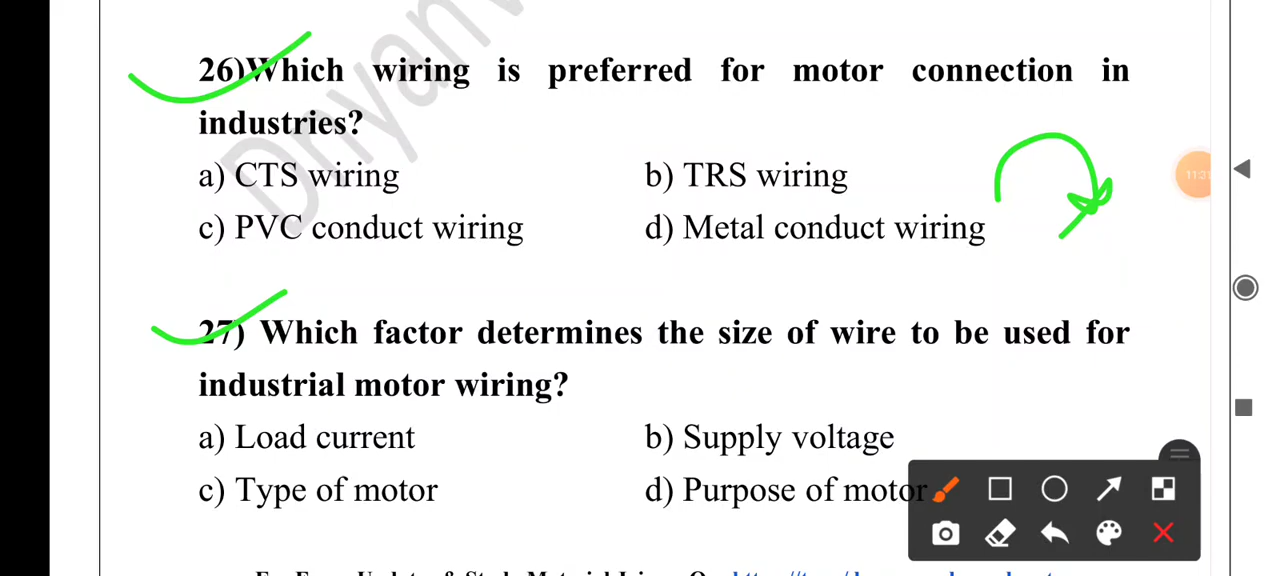 26)Which wiring is preferred for motor connection in
industries?
a) CTS wiring b) TRS wiring
c) PVC conduct wiring d) Metal conduct wiring
11:31
27) Which factor determines the size of wire to be used for
industrial motor wiring?
a) Load current b) Supply voltage
c) Type of motor d) Purpose of motor